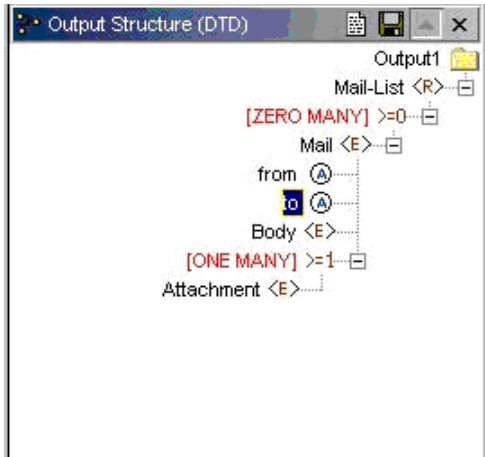 Output Structure (DTD)
Output1
Mail-List <R>
[ZERO MANY] >=0
Mail <E>
from A
to A
Body <E>
[ONE MANY] >=1
Attachment <E>